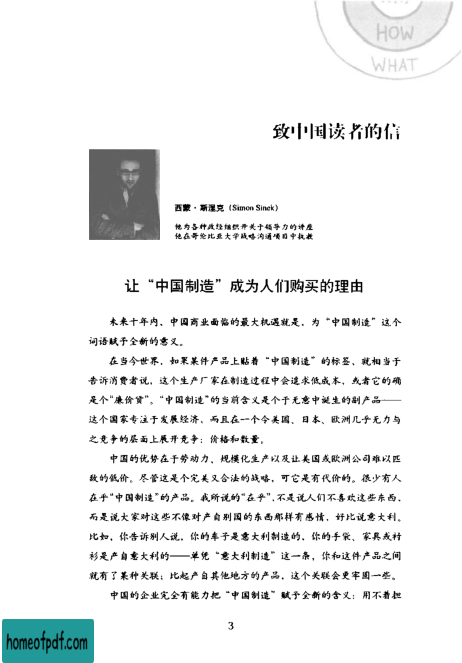 HOW
WHAT
致中国读者的信
西蒙·斯涅克（Simon Sinek）
他为各种政经组织开关于领导力的讲座
他在哥伦比亚大学战略沟通项目中执教
让“中国制造”成为人们购买的理由
未来十年内，中国商业面临的最大机遇就是，为“中国制造”这个
词语赋予全新的意义。
在当今世界，如果某件产品上贴着“中国制造”的标签，就相当于
告诉消费者说，这个生产厂家在制造过程中会追求低成本，或者它的确
是个“廉价货”。“中国制造”的当前含义是个于无意中诞生的副产品——
这个国家专注于发展经济，而且在一个令美国、日本、欧洲几乎无力与
之竞争的层面上展开竞争：价格和数量。
中国的优势在于劳动力、规模化生产以及让美国或欧洲公司难以匹
敌的低价。尽管这是个完美又合法的战略，可它是有代价的。很少有人
在乎“中国制造”的产品。我所说的“在乎”，不是说人们不喜欢这些东西，
而是说大家对这些不像对产自别国的东西那样有感情，好比说意大利。
比如，你告诉别人说，你的车子是意大利制造的，你的手袋、家具或衬
衫是产自意大利的——单凭“意大利制造”这一条，你和这件产品之间
就有了某种关联；比起产自其他地方的产品，这个关联会更牢固一些。
中国的企业完全有能力把“中国制造”赋予全新的含义：用不着担
3
homeofpdf.com